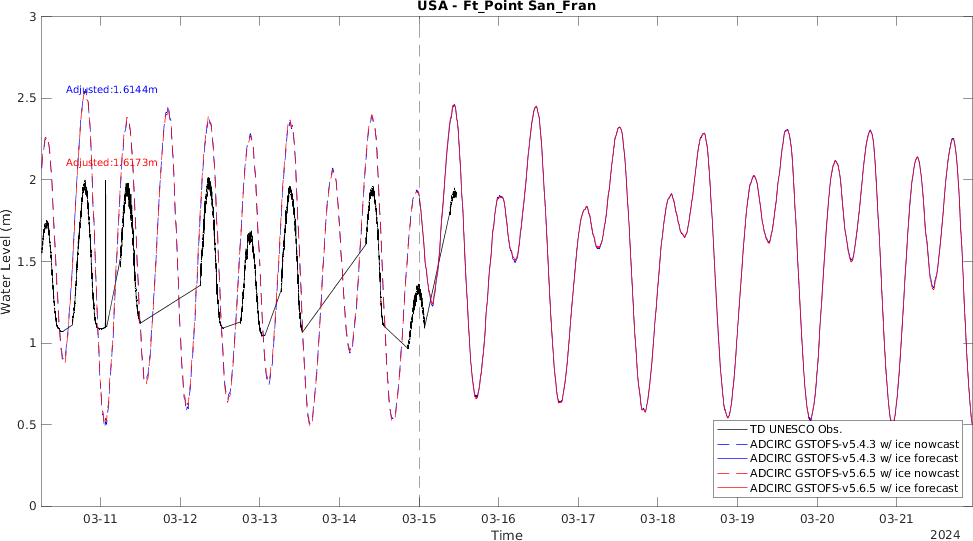 USA - Ft_Point San_Fran
3
2.5
2
1.5
1
0.5
0
Water Level (m)
Adjusted:1.6144m
Adjusted:1.6173m
TD UNESCO Obs.
ADCIRC GSTOFS-v5.4.3 w/ ice nowcast
ADCIRC GSTOFS-v5.4.3 w/ ice forecast
ADCIRC GSTOFS-v5.6.5 w/ ice nowcast
ADCIRC GSTOFS-v5.6.5 w/ ice forecast
03-11 03-12 03-13 03-14 03-15 03-16 03-17 03-18 03-19 03-20 03-21
Time
2024